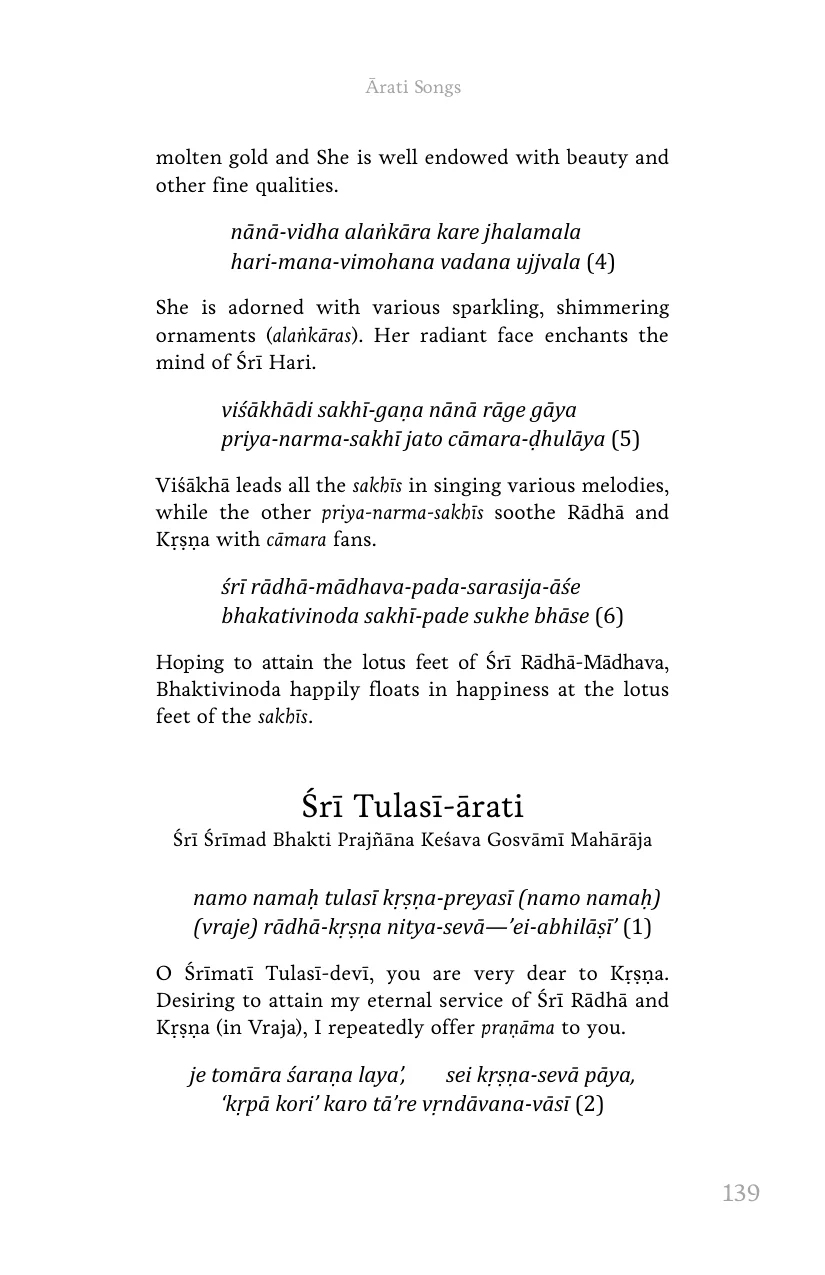 Ārati Songs
molten gold and She is well endowed with beauty and
other fine qualities.
nānā-vidha alaṅkāra kare jhalamala
hari-mana-vimohana vadana ujjvala (4)
She is adorned with various sparkling, shimmering
ornaments (alaṅkāras). Her radiant face enchants the
mind of Śrī Hari.
viśākhādi sakhī-gaṇa nānā rāge gāya
priya-narma-sakhī jato cāmara-ḍhulāya (5)
Viśākhā leads all the sakhīs in singing various melodies,
while the other priya-narma-sakhīs soothe Rādhā and
Kṛṣṇa with cāmara fans.
śrī rādhā-mādhava-pada-sarasija-āśe
bhakativinoda sakhī-pade sukhe bhāse (6)
Hoping to attain the lotus feet of Śrī Rādhā-Mādhava,
Bhaktivinoda happily floats in happiness at the lotus
feet of the sakhīs.
Śrī Tulasī-ārati
Śrī Śrīmad Bhakti Prajñāna Keśava Gosvāmī Mahārāja
namo namaḥ tulasī kṛṣṇa-preyasī (namo namaḥ)
(vraje) rādhā-kṛṣṇa nitya-sevā—’ei-abhilāṣī’ (1)
O Śrīmatī Tulasī-devī, you are very dear to Kṛṣṇa.
Desiring to attain my eternal service of Śrī Rādhā and
Kṛṣṇa (in Vraja), I repeatedly offer praṇāma to you.
je tomāra śaraṇa laya’, sei kṛṣṇa-sevā pāya,
‘kṛpā kori’ karo tā’re vṛndāvana-vāsī (2)
139